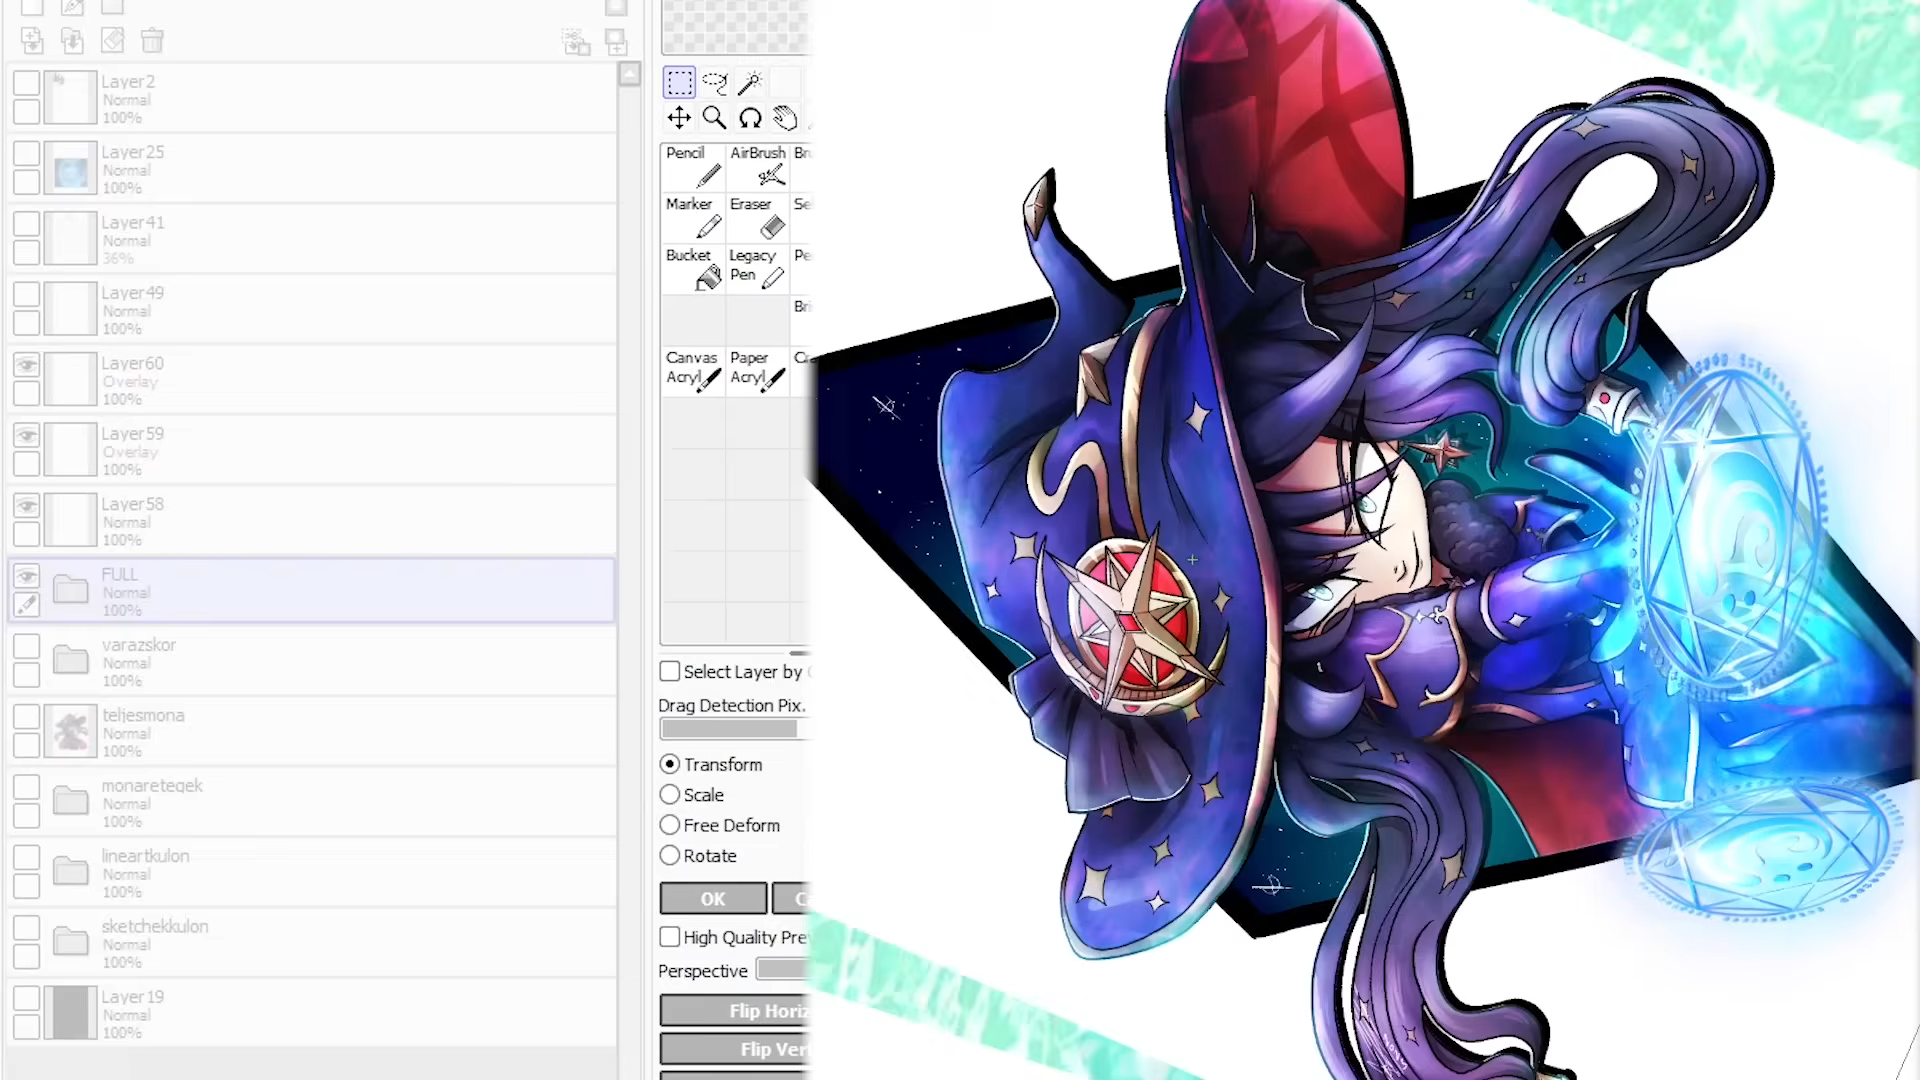 Layer2
Normal
100%
Layer25
Normal
100%
Layer41
Normal
36%
Layer49
Normal
100%
Layer60
Overlay
100%
Layer59
Overlay
100%
Layer58
Normal
100%
FULL
Normal
100%
varazskor
Normal
100%
teljesmona
Normal
100%
monaretegek
Normal
100%
lineartkulon
Normal
100%
sketchekkulon
Normal
100%
Layer19
Normal
100%
Pencil
AirBrush
Marker
Eraser
Bucket
Legacy
Pen
Canvas
Acryl
Paper
Acryl
Select Layer by
Drag Detection Pix.
Transform
Scale
Free Deform
Rotate
OK
High Quality Pre
Perspective
Flip Horiz
Flip Ver